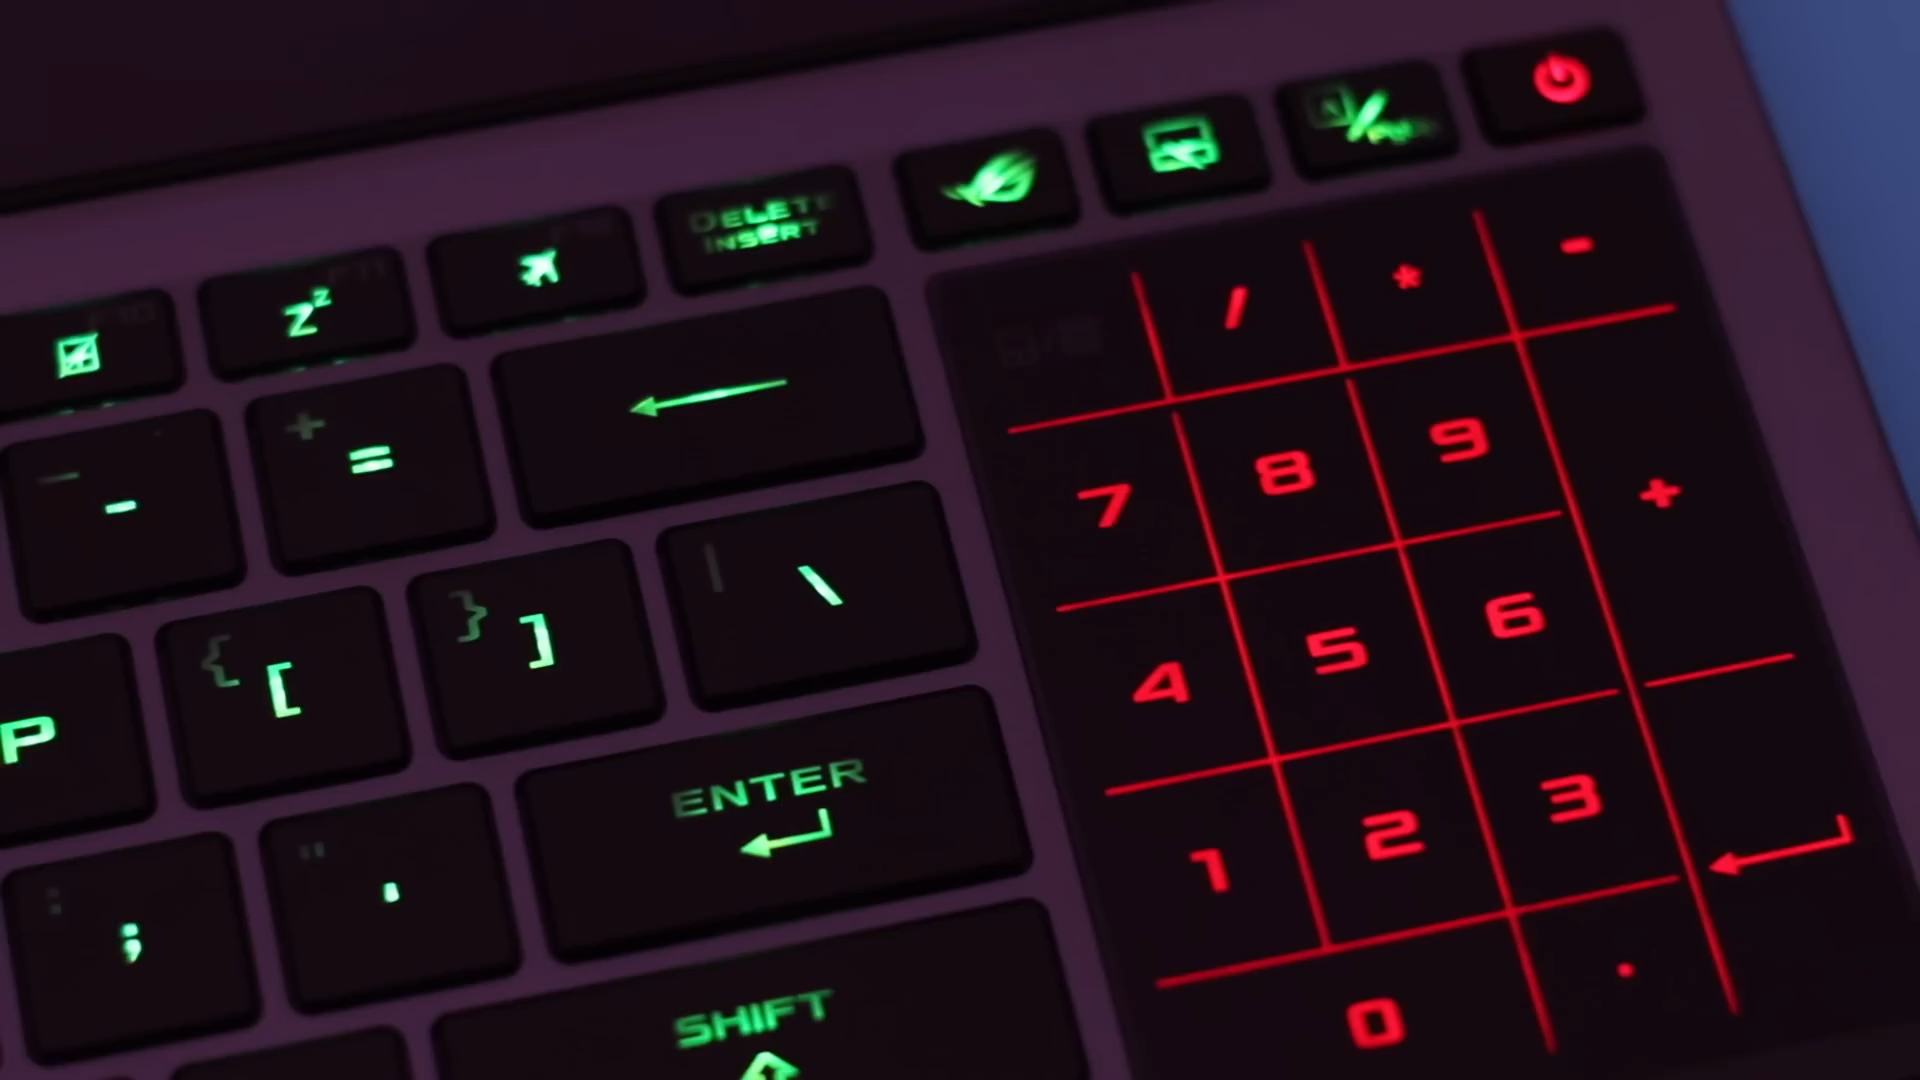 DELETE
INSERT
z z
/ * -
- + =
7 8 9 +
P { [ } ] | \
4 5 6
ENTER
: ; " '
1 2 3
SHIFT
0 .